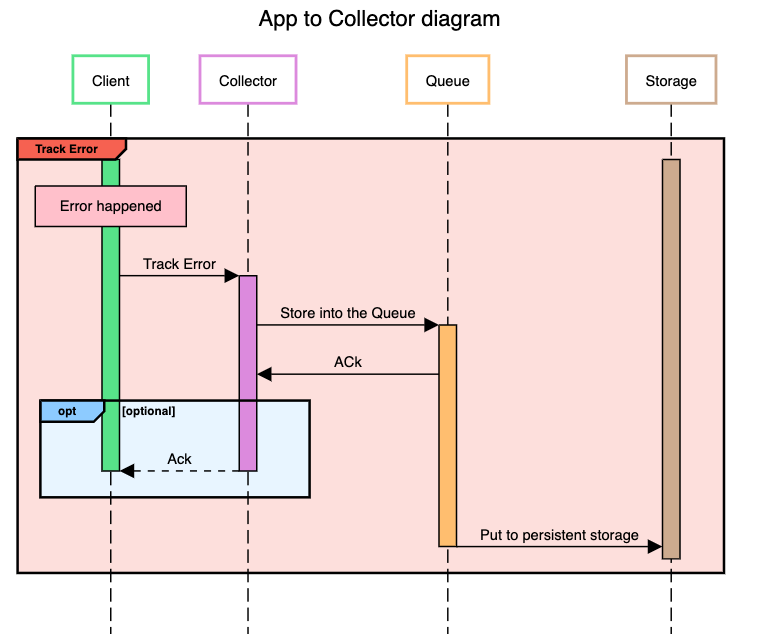 App to Collector diagram
Client
Collector
Queue
Storage
Track Error
Error happened
Track Error
Store into the Queue
ACk
opt
[optional]
Ack
Put to persistent storage